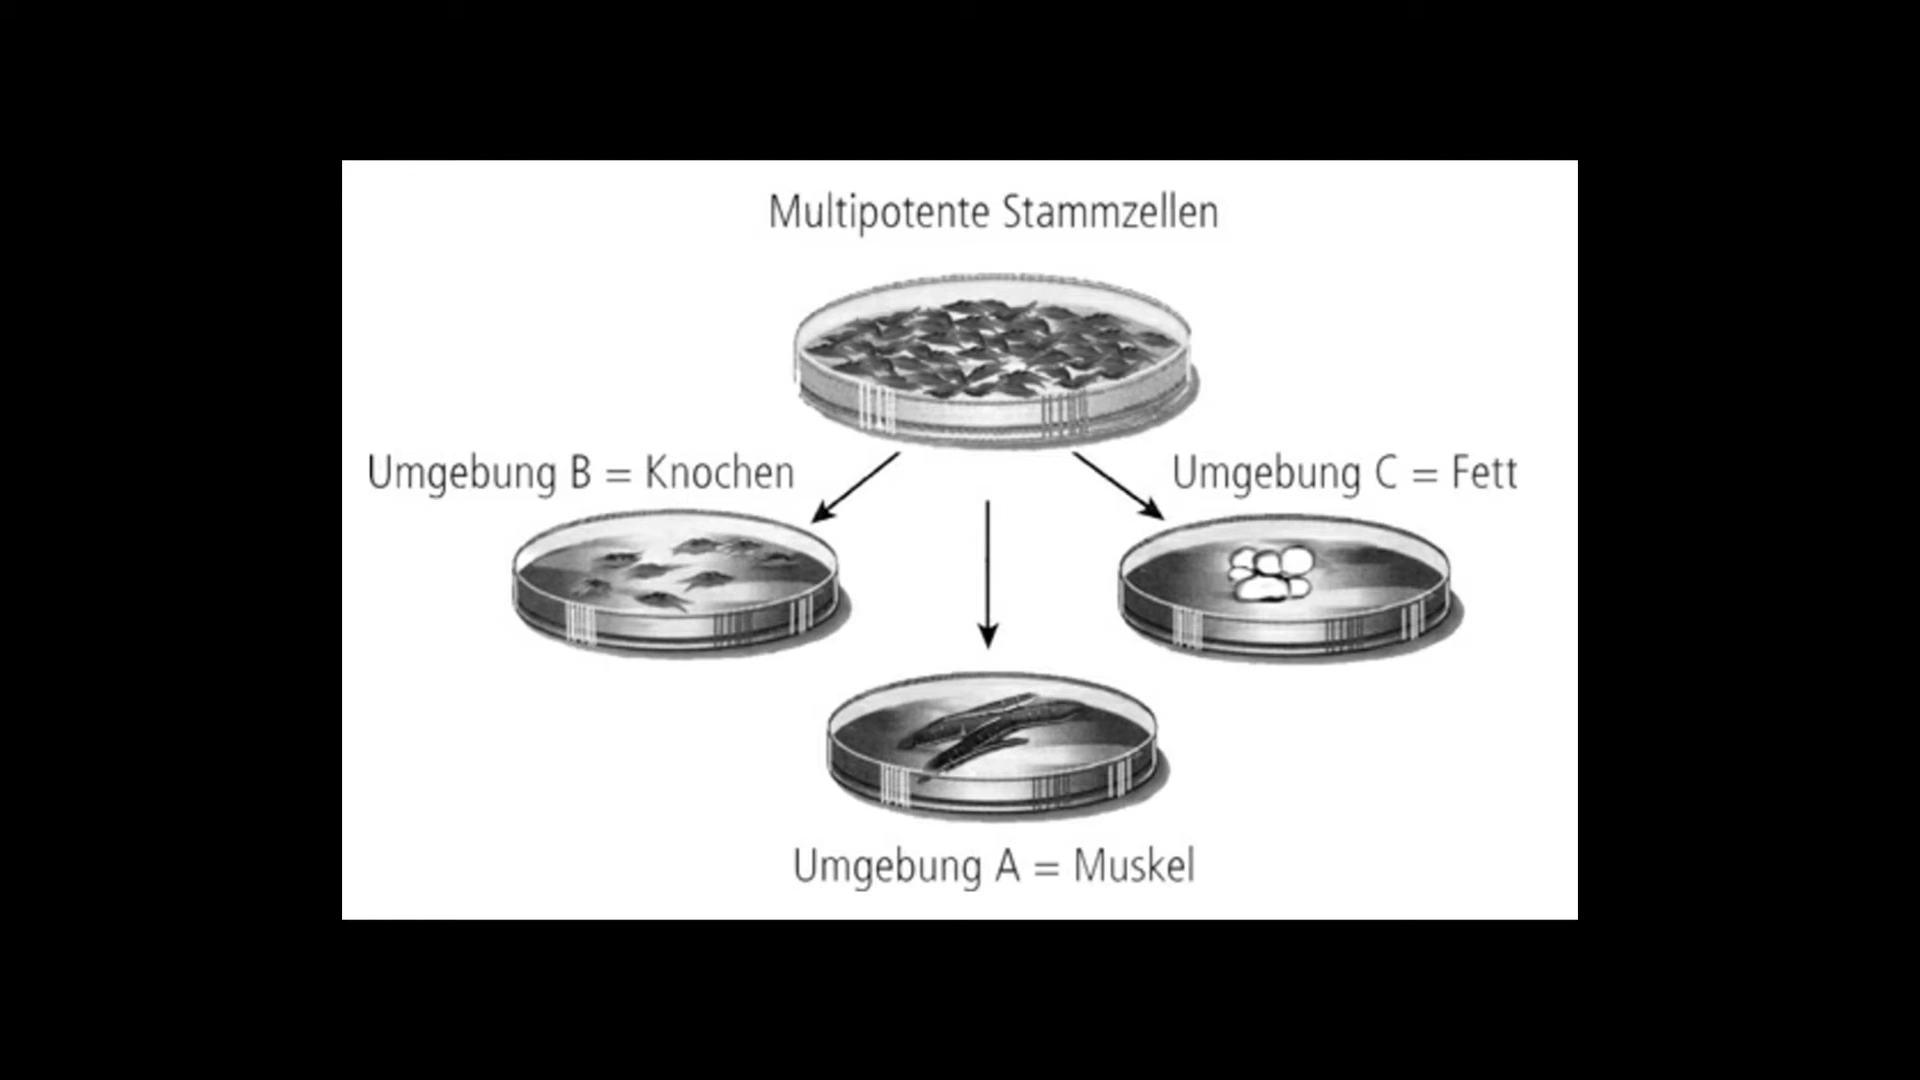 Multipotente Stammzellen
Umgebung B = Knochen
Umgebung C = Fett
Umgebung A = Muskel